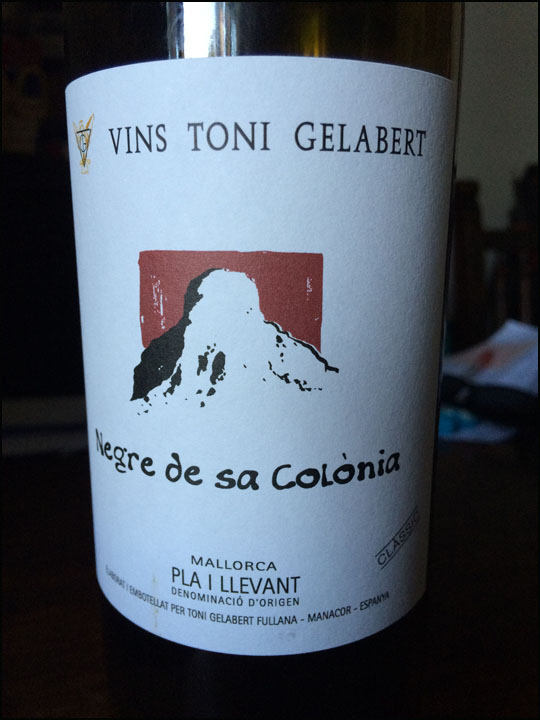 VINS TONI GELABERT
Negre de sa Colònia
CLÀSSIC
MALLORCA
PLA I LLEVANT
DENOMINACIÓ D'ORIGEN
ELABORAT I EMBOTELLAT PER TONI GELABERT FULLANA - MANACOR - ESPANYA